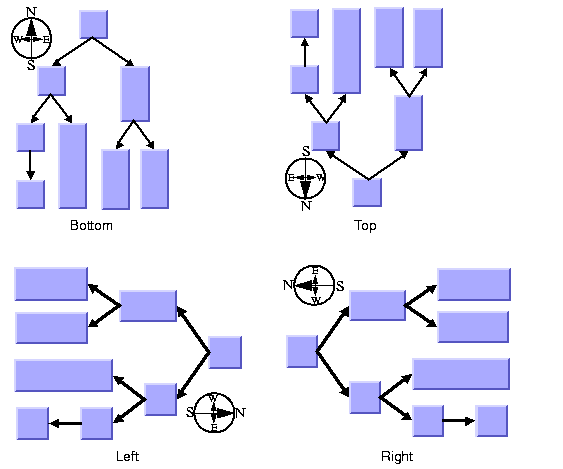 N
W E
S
Bottom
S
E W
N
Top
W
S N
E
Left
E
N S
W
Right